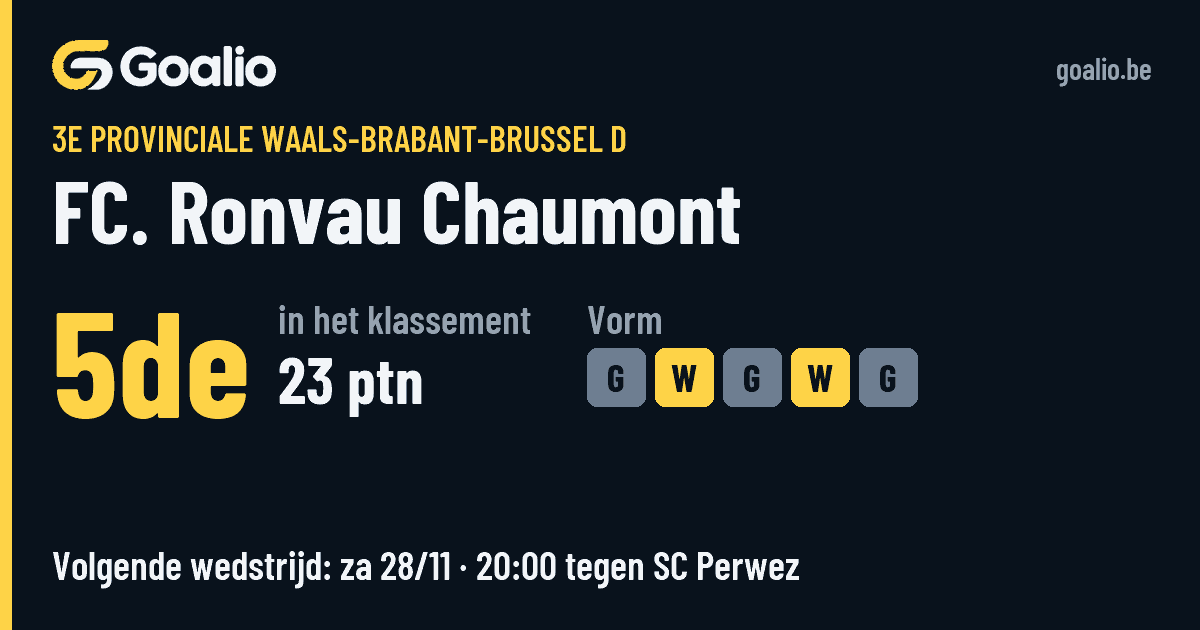 Goalio
goalio.be
3E PROVINCIALE WAALS-BRABANT-BRUSSEL D
FC. Ronvau Chaumont
5de
in het klassement
23 ptn
Vorm
G W G W G
Volgende wedstrijd: za 28/11 · 20:00 tegen SC Perwez